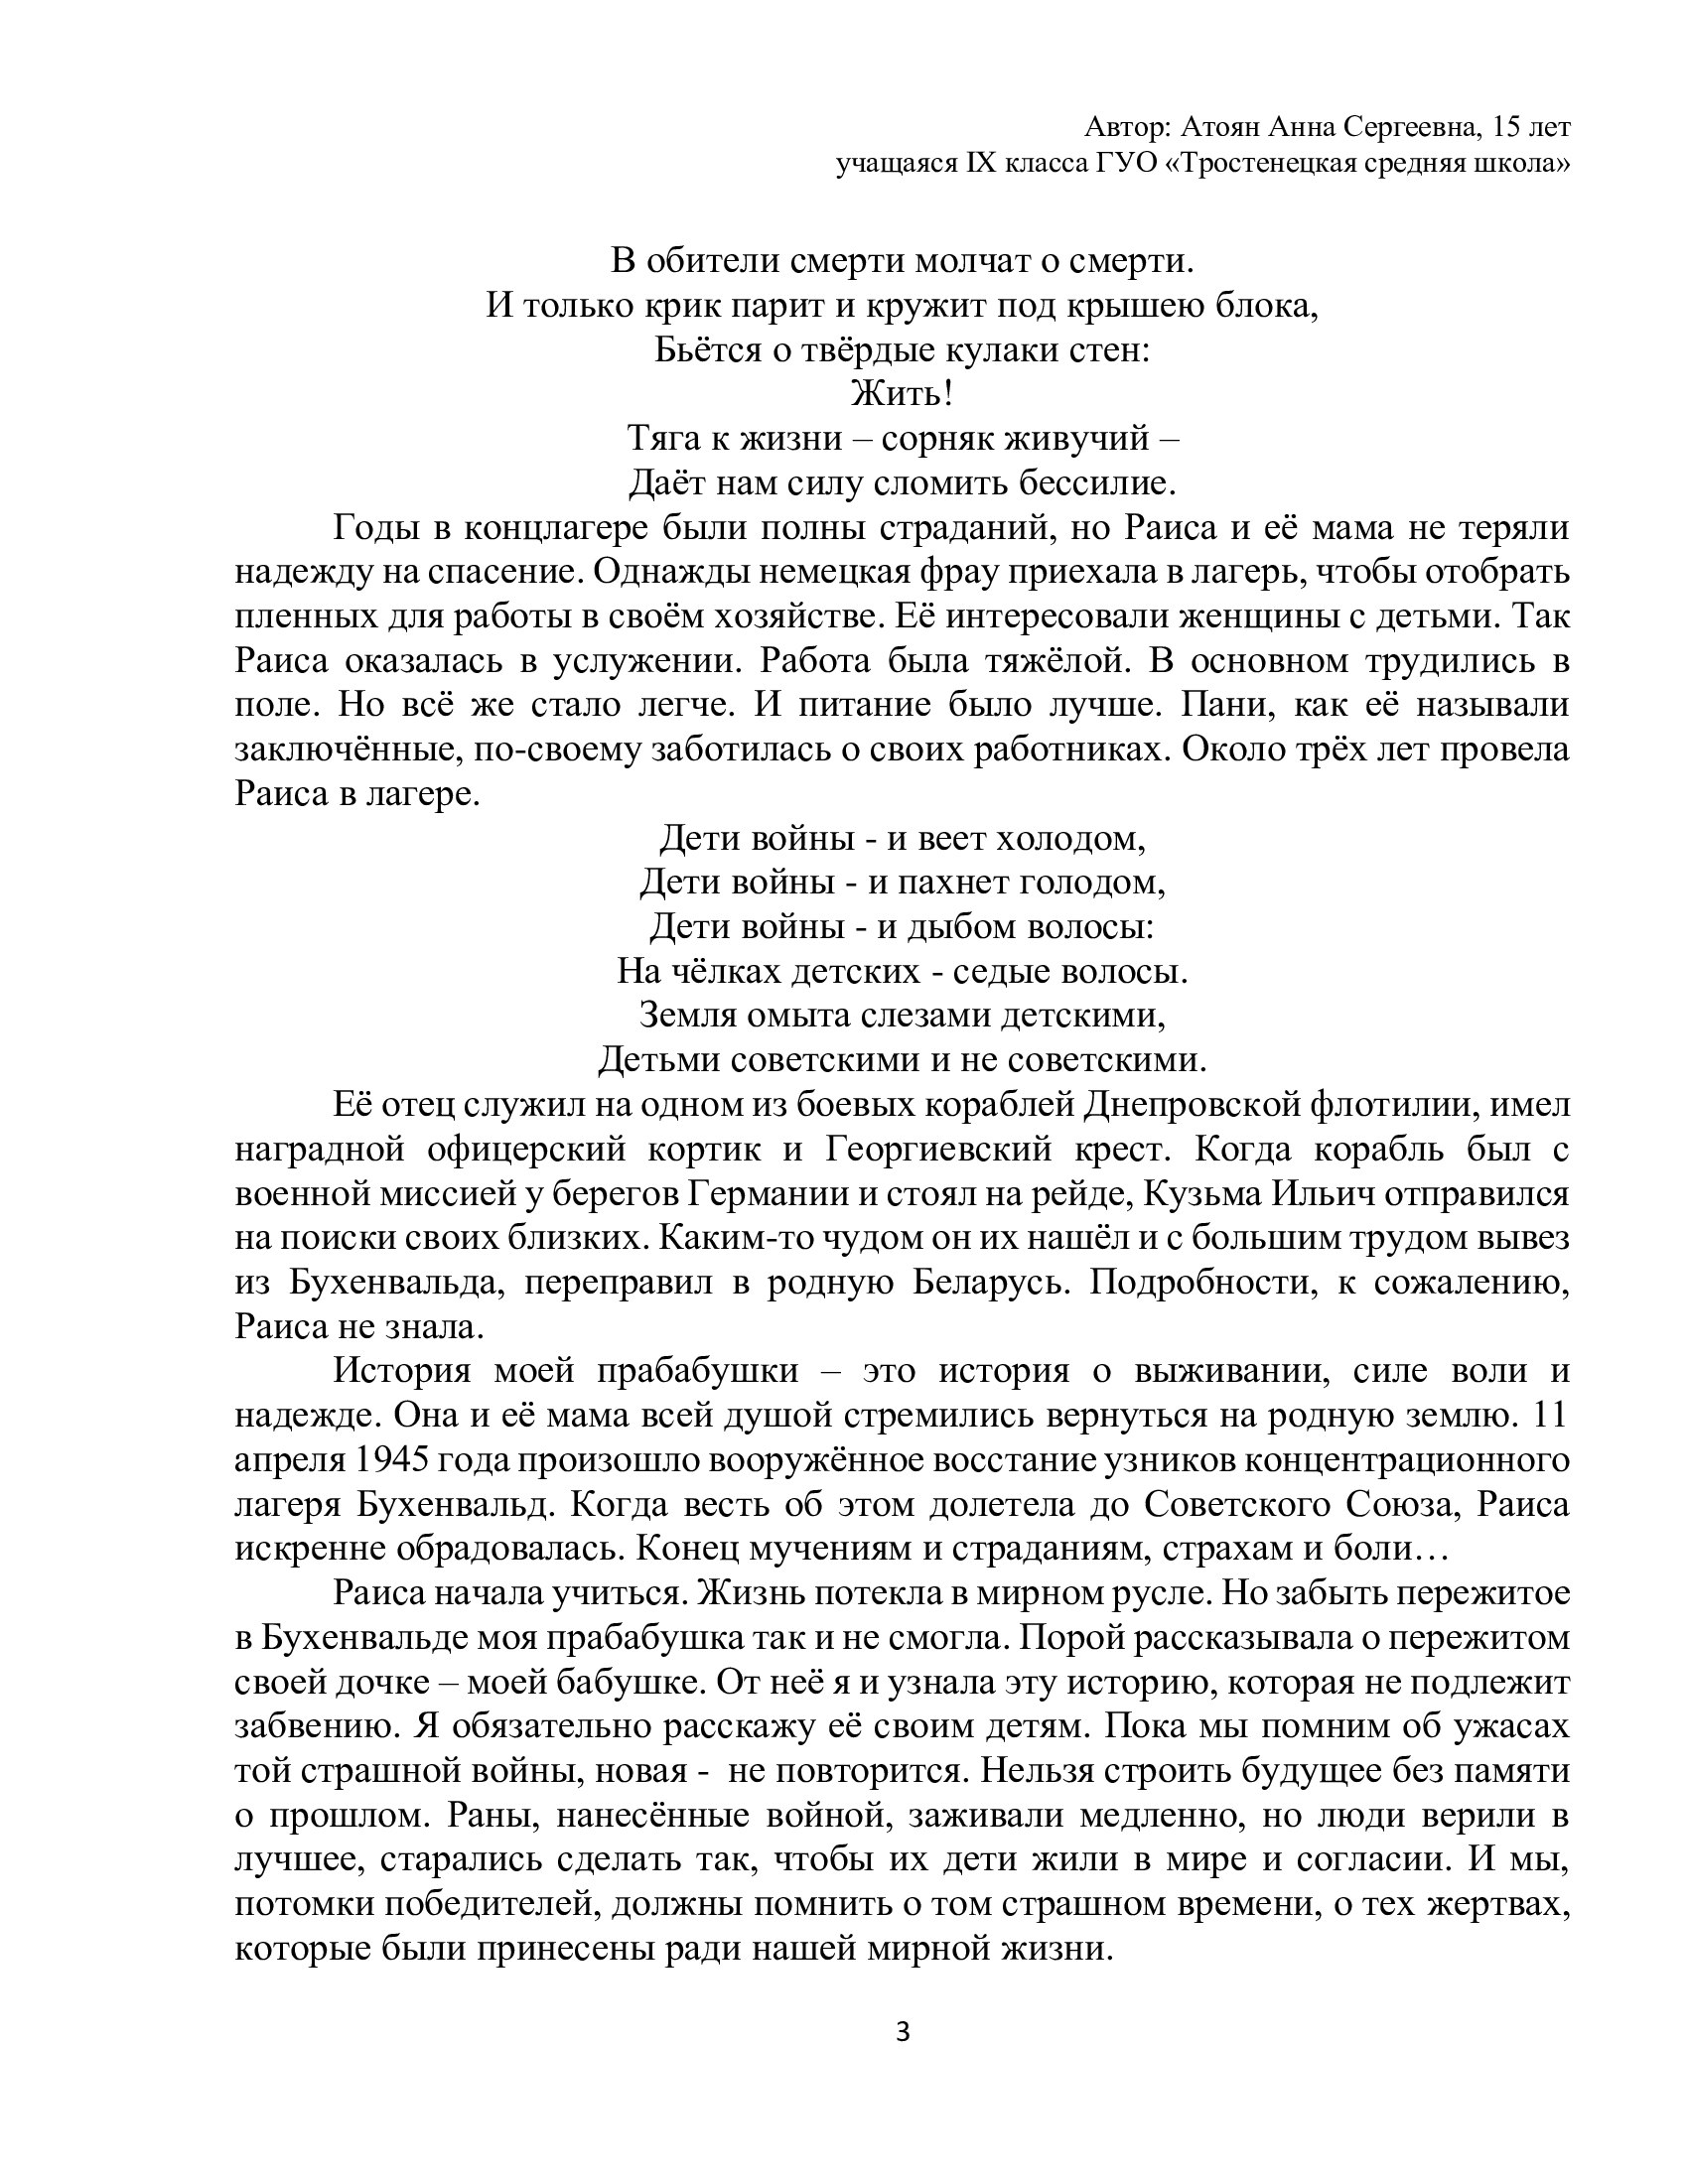 Автор: Атоян Анна Сергеевна, 15 лет
учащаяся IX класса ГУО «Тростенецкая средняя школа»
В обители смерти молчат о смерти.
И только крик парит и кружит под крышею блока,
Бьётся о твёрдые кулаки стен:
Жить!
Тяга к жизни – сорняк живучий –
Даёт нам силу сломить бессилие.
Годы в концлагере были полны страданий, но Раиса и её мама не теряли
надежду на спасение. Однажды немецкая фрау приехала в лагерь, чтобы отобрать
пленных для работы в своём хозяйстве. Её интересовали женщины с детьми. Так
Раиса оказалась в услужении. Работа была тяжёлой. В основном трудились в
поле. Но всё же стало легче. И питание было лучше. Пани, как её называли
заключённые, по-своему заботилась о своих работниках. Около трёх лет провела
Раиса в лагере.
Дети войны - и веет холодом,
Дети войны - и пахнет голодом,
Дети войны - и дыбом волосы:
На чёлках детских - седые волосы.
Земля омыта слезами детскими,
Детьми советскими и не советскими.
Её отец служил на одном из боевых кораблей Днепровской флотилии, имел
наградной офицерский кортик и Георгиевский крест. Когда корабль был с
военной миссией у берегов Германии и стоял на рейде, Кузьма Ильич отправился
на поиски своих близких. Каким-то чудом он их нашёл и с большим трудом вывез
из Бухенвальда, переправил в родную Беларусь. Подробности, к сожалению,
Раиса не знала.
История моей прабабушки – это история о выживании, силе воли и
надежде. Она и её мама всей душой стремились вернуться на родную землю. 11
апреля 1945 года произошло вооружённое восстание узников концентрационного
лагеря Бухенвальд. Когда весть об этом долетела до Советского Союза, Раиса
искренне обрадовалась. Конец мучениям и страданиям, страхам и боли…
Раиса начала учиться. Жизнь потекла в мирном русле. Но забыть пережитое
в Бухенвальде моя прабабушка так и не смогла. Порой рассказывала о пережитом
своей дочке – моей бабушке. От неё я и узнала эту историю, которая не подлежит
забвению. Я обязательно расскажу её своим детям. Пока мы помним об ужасах
той страшной войны, новая -  не повторится. Нельзя строить будущее без памяти
о прошлом. Раны, нанесённые войной, заживали медленно, но люди верили в
лучшее, старались сделать так, чтобы их дети жили в мире и согласии. И мы,
потомки победителей, должны помнить о том страшном времени, о тех жертвах,
которые были принесены ради нашей мирной жизни.
3